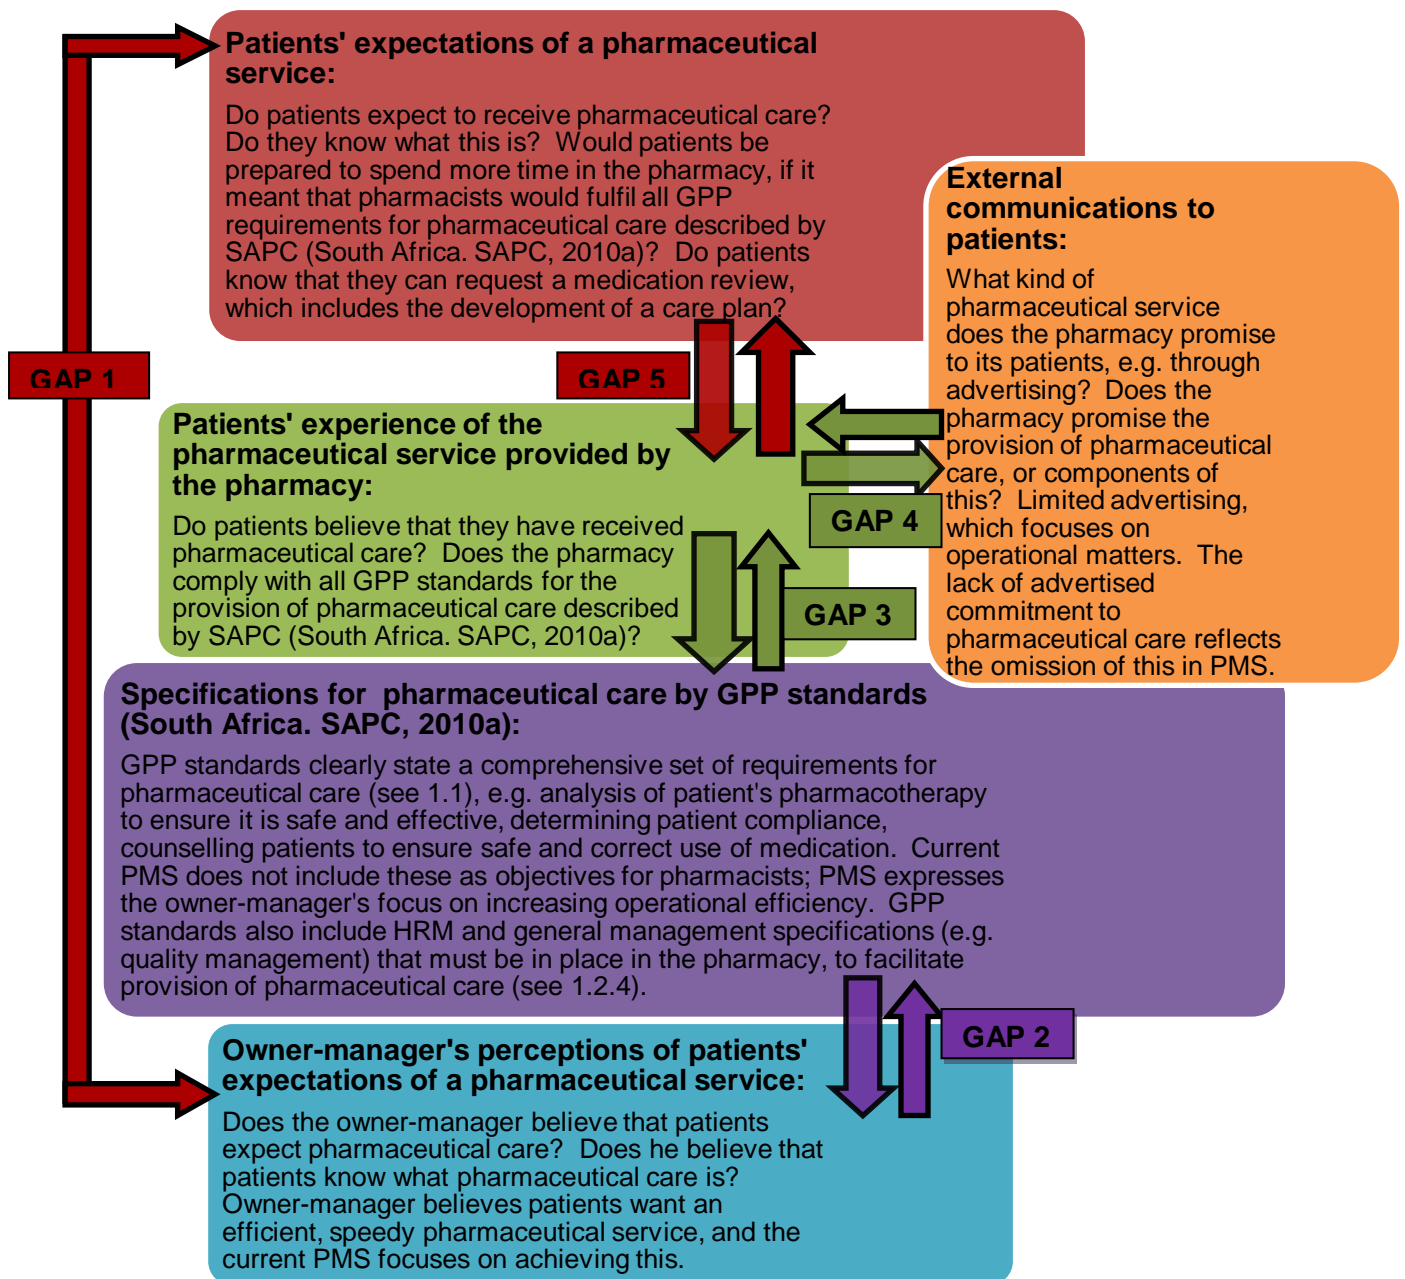 Patients' expectations of a pharmaceutical
service:
Do patients expect to receive pharmaceutical care?
Do they know what this is?  Would patients be
prepared to spend more time in the pharmacy, if it
meant that pharmacists would fulfil all GPP
requirements for pharmaceutical care described by
SAPC (South Africa. SAPC, 2010a)?  Do patients
know that they can request a medication review,
which includes the development of a care plan?
External
communications to
patients:
What kind of
pharmaceutical service
does the pharmacy promise
to its patients, e.g. through
advertising?  Does the
pharmacy promise the
provision of pharmaceutical
care, or components of
this?  Limited advertising,
which focuses on
operational matters.  The
lack of advertised
commitment to
pharmaceutical care reflects
the omission of this in PMS.
GAP 1
GAP 5
Patients' experience of the
pharmaceutical service provided by
the pharmacy:
Do patients believe that they have received
pharmaceutical care?  Does the pharmacy
comply with all GPP standards for the
provision of pharmaceutical care described
by SAPC (South Africa. SAPC, 2010a)?
GAP 4
GAP 3
Specifications for  pharmaceutical care by GPP standards
(South Africa. SAPC, 2010a):
GPP standards clearly state a comprehensive set of requirements for
pharmaceutical care (see 1.1), e.g. analysis of patient's pharmacotherapy
to ensure it is safe and effective, determining patient compliance,
counselling patients to ensure safe and correct use of medication.  Current
PMS does not include these as objectives for pharmacists; PMS expresses
the owner-manager's focus on increasing operational efficiency.  GPP
standards also include HRM and general management specifications (e.g.
quality management) that must be in place in the pharmacy, to facilitate
provision of pharmaceutical care (see 1.2.4).
GAP 2
Owner-manager's perceptions of patients'
expectations of a pharmaceutical service:
Does the owner-manager believe that patients
expect pharmaceutical care?  Does he believe that
patients know what pharmaceutical care is?
Owner-manager believes patients want an
efficient, speedy pharmaceutical service, and the
current PMS focuses on achieving this.